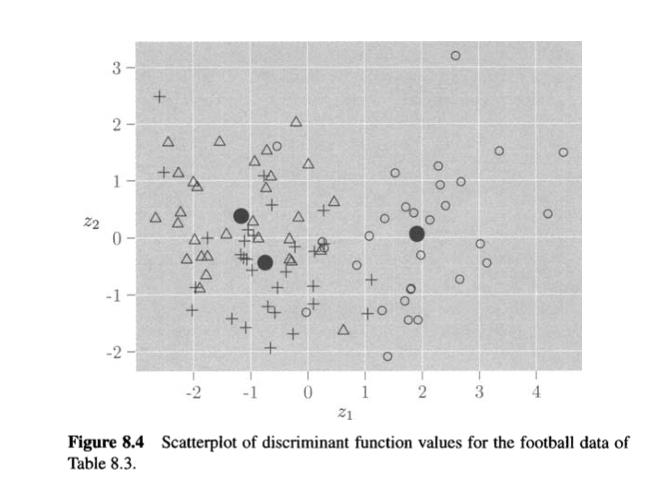 3
2
1
z2
0
-1
-2
-2 -1 0 1 2 3 4
z1
Figure 8.4 Scatterplot of discriminant function values for the football data of
Table 8.3.